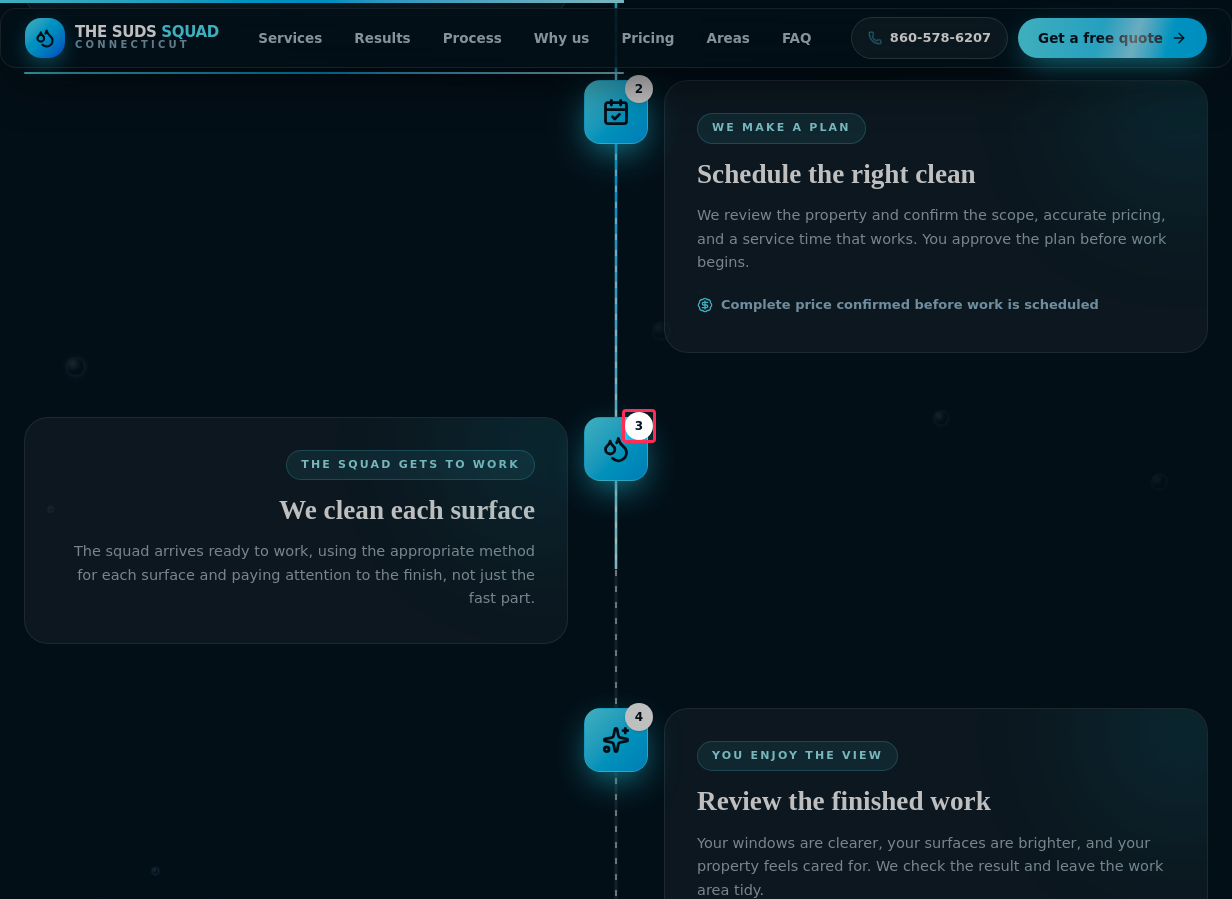 THE SUDS SQUAD
CONNECTICUT
Services
Results
Process
Why us
Pricing
Areas
FAQ
860-578-6207
Get a free quote
2
WE MAKE A PLAN
Schedule the right clean
We review the property and confirm the scope, accurate pricing,
and a service time that works. You approve the plan before work
begins.
Complete price confirmed before work is scheduled
3
THE SQUAD GETS TO WORK
We clean each surface
The squad arrives ready to work, using the appropriate method
for each surface and paying attention to the finish, not just the
fast part.
4
YOU ENJOY THE VIEW
Review the finished work
Your windows are clearer, your surfaces are brighter, and your
property feels cared for. We check the result and leave the work
area tidy.